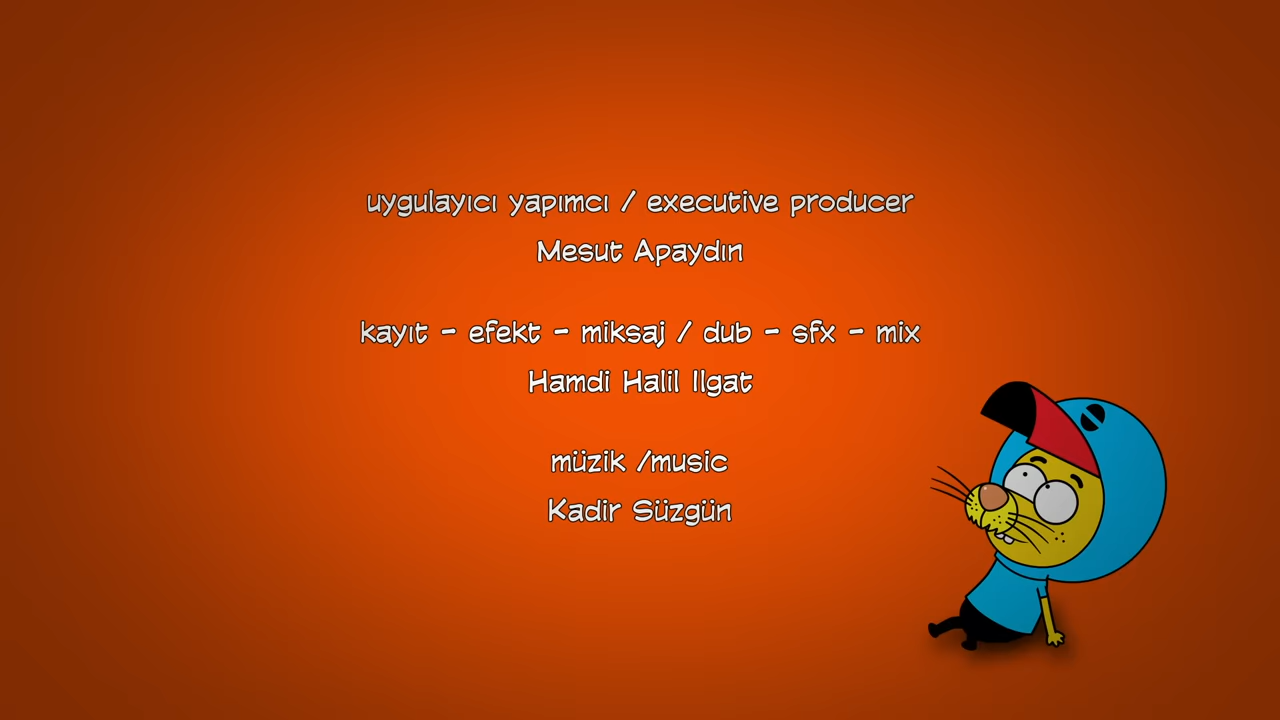 uygulayıcı yapımcı / executive producer
Mesut Apaydın
kayıt - efekt - miksaj / dub - sfx - mix
Hamdi Halil Ilgat
müzik /music
Kadir Süzgün